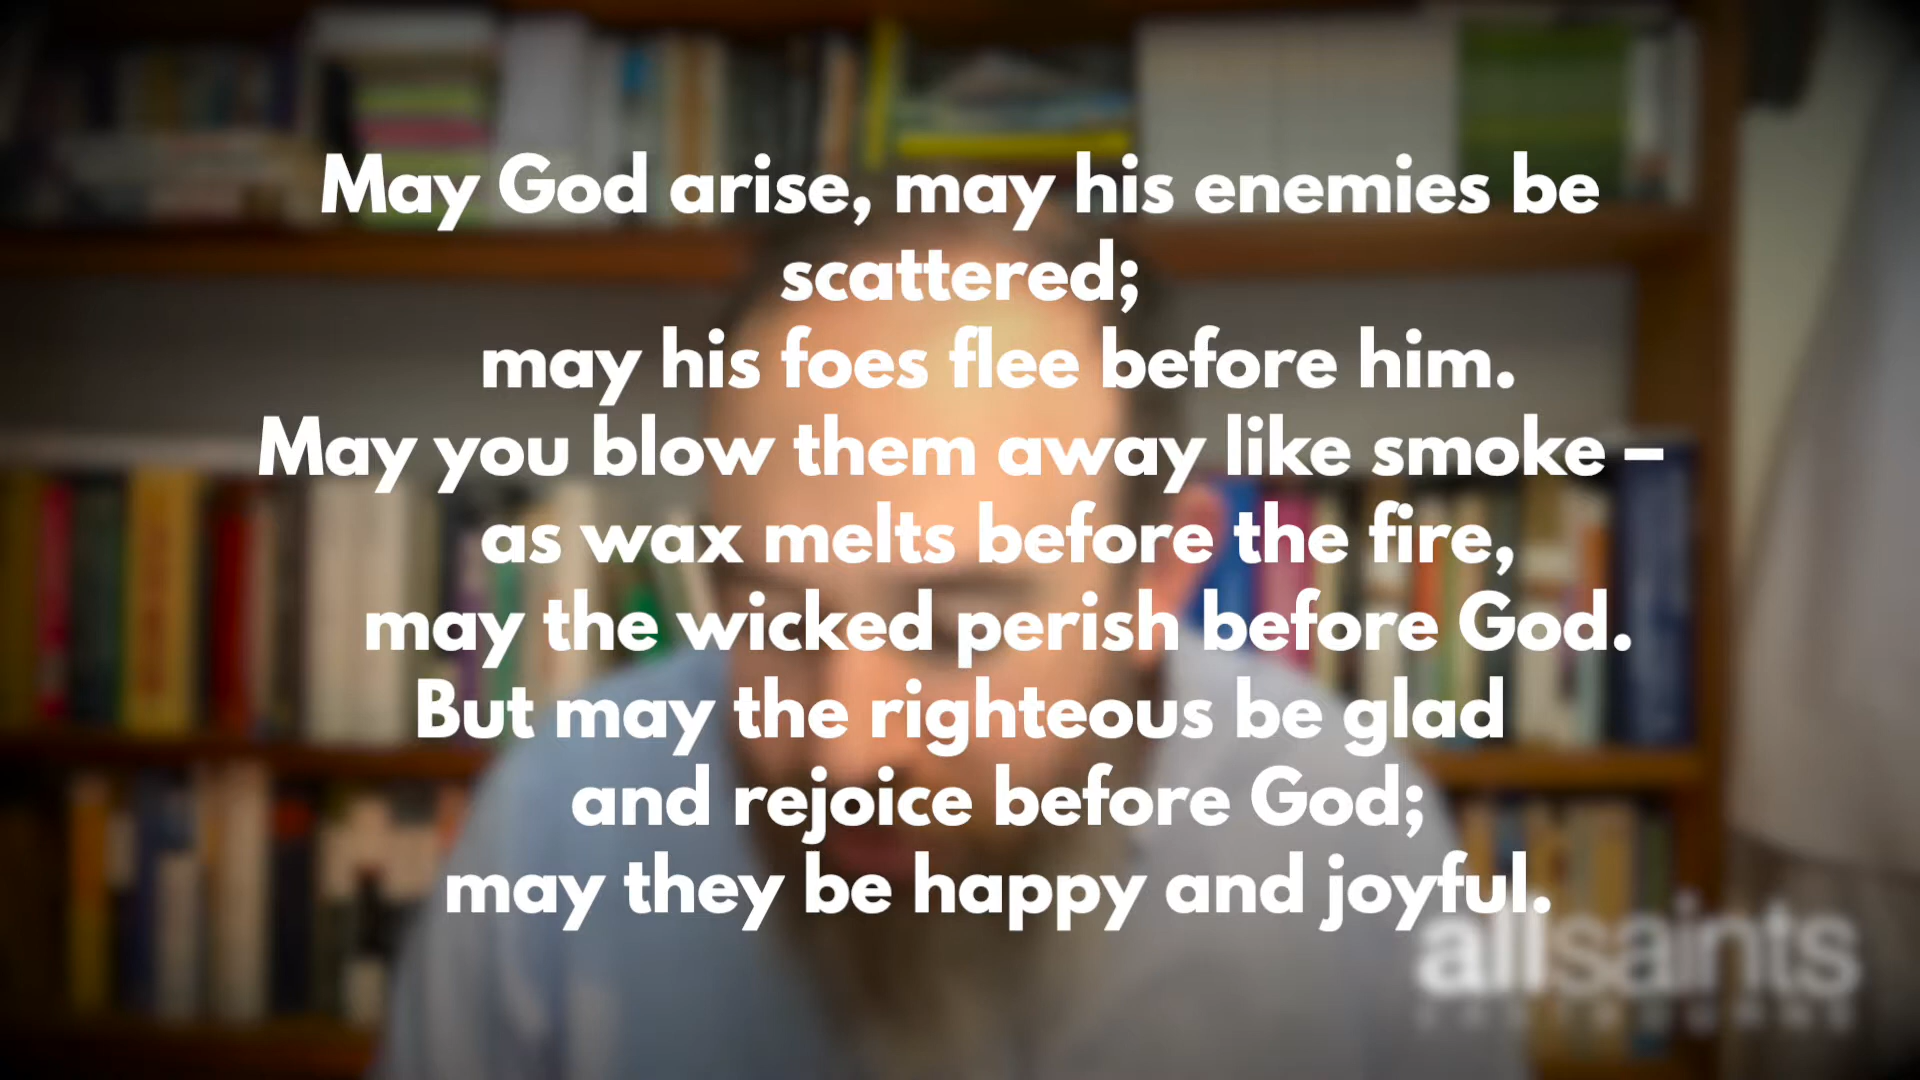 May God arise, may his enemies be
scattered;
may his foes flee before him.
May you blow them away like smoke –
as wax melts before the fire,
may the wicked perish before God.
But may the righteous be glad
and rejoice before God;
may they be happy and joyful.
allsaints